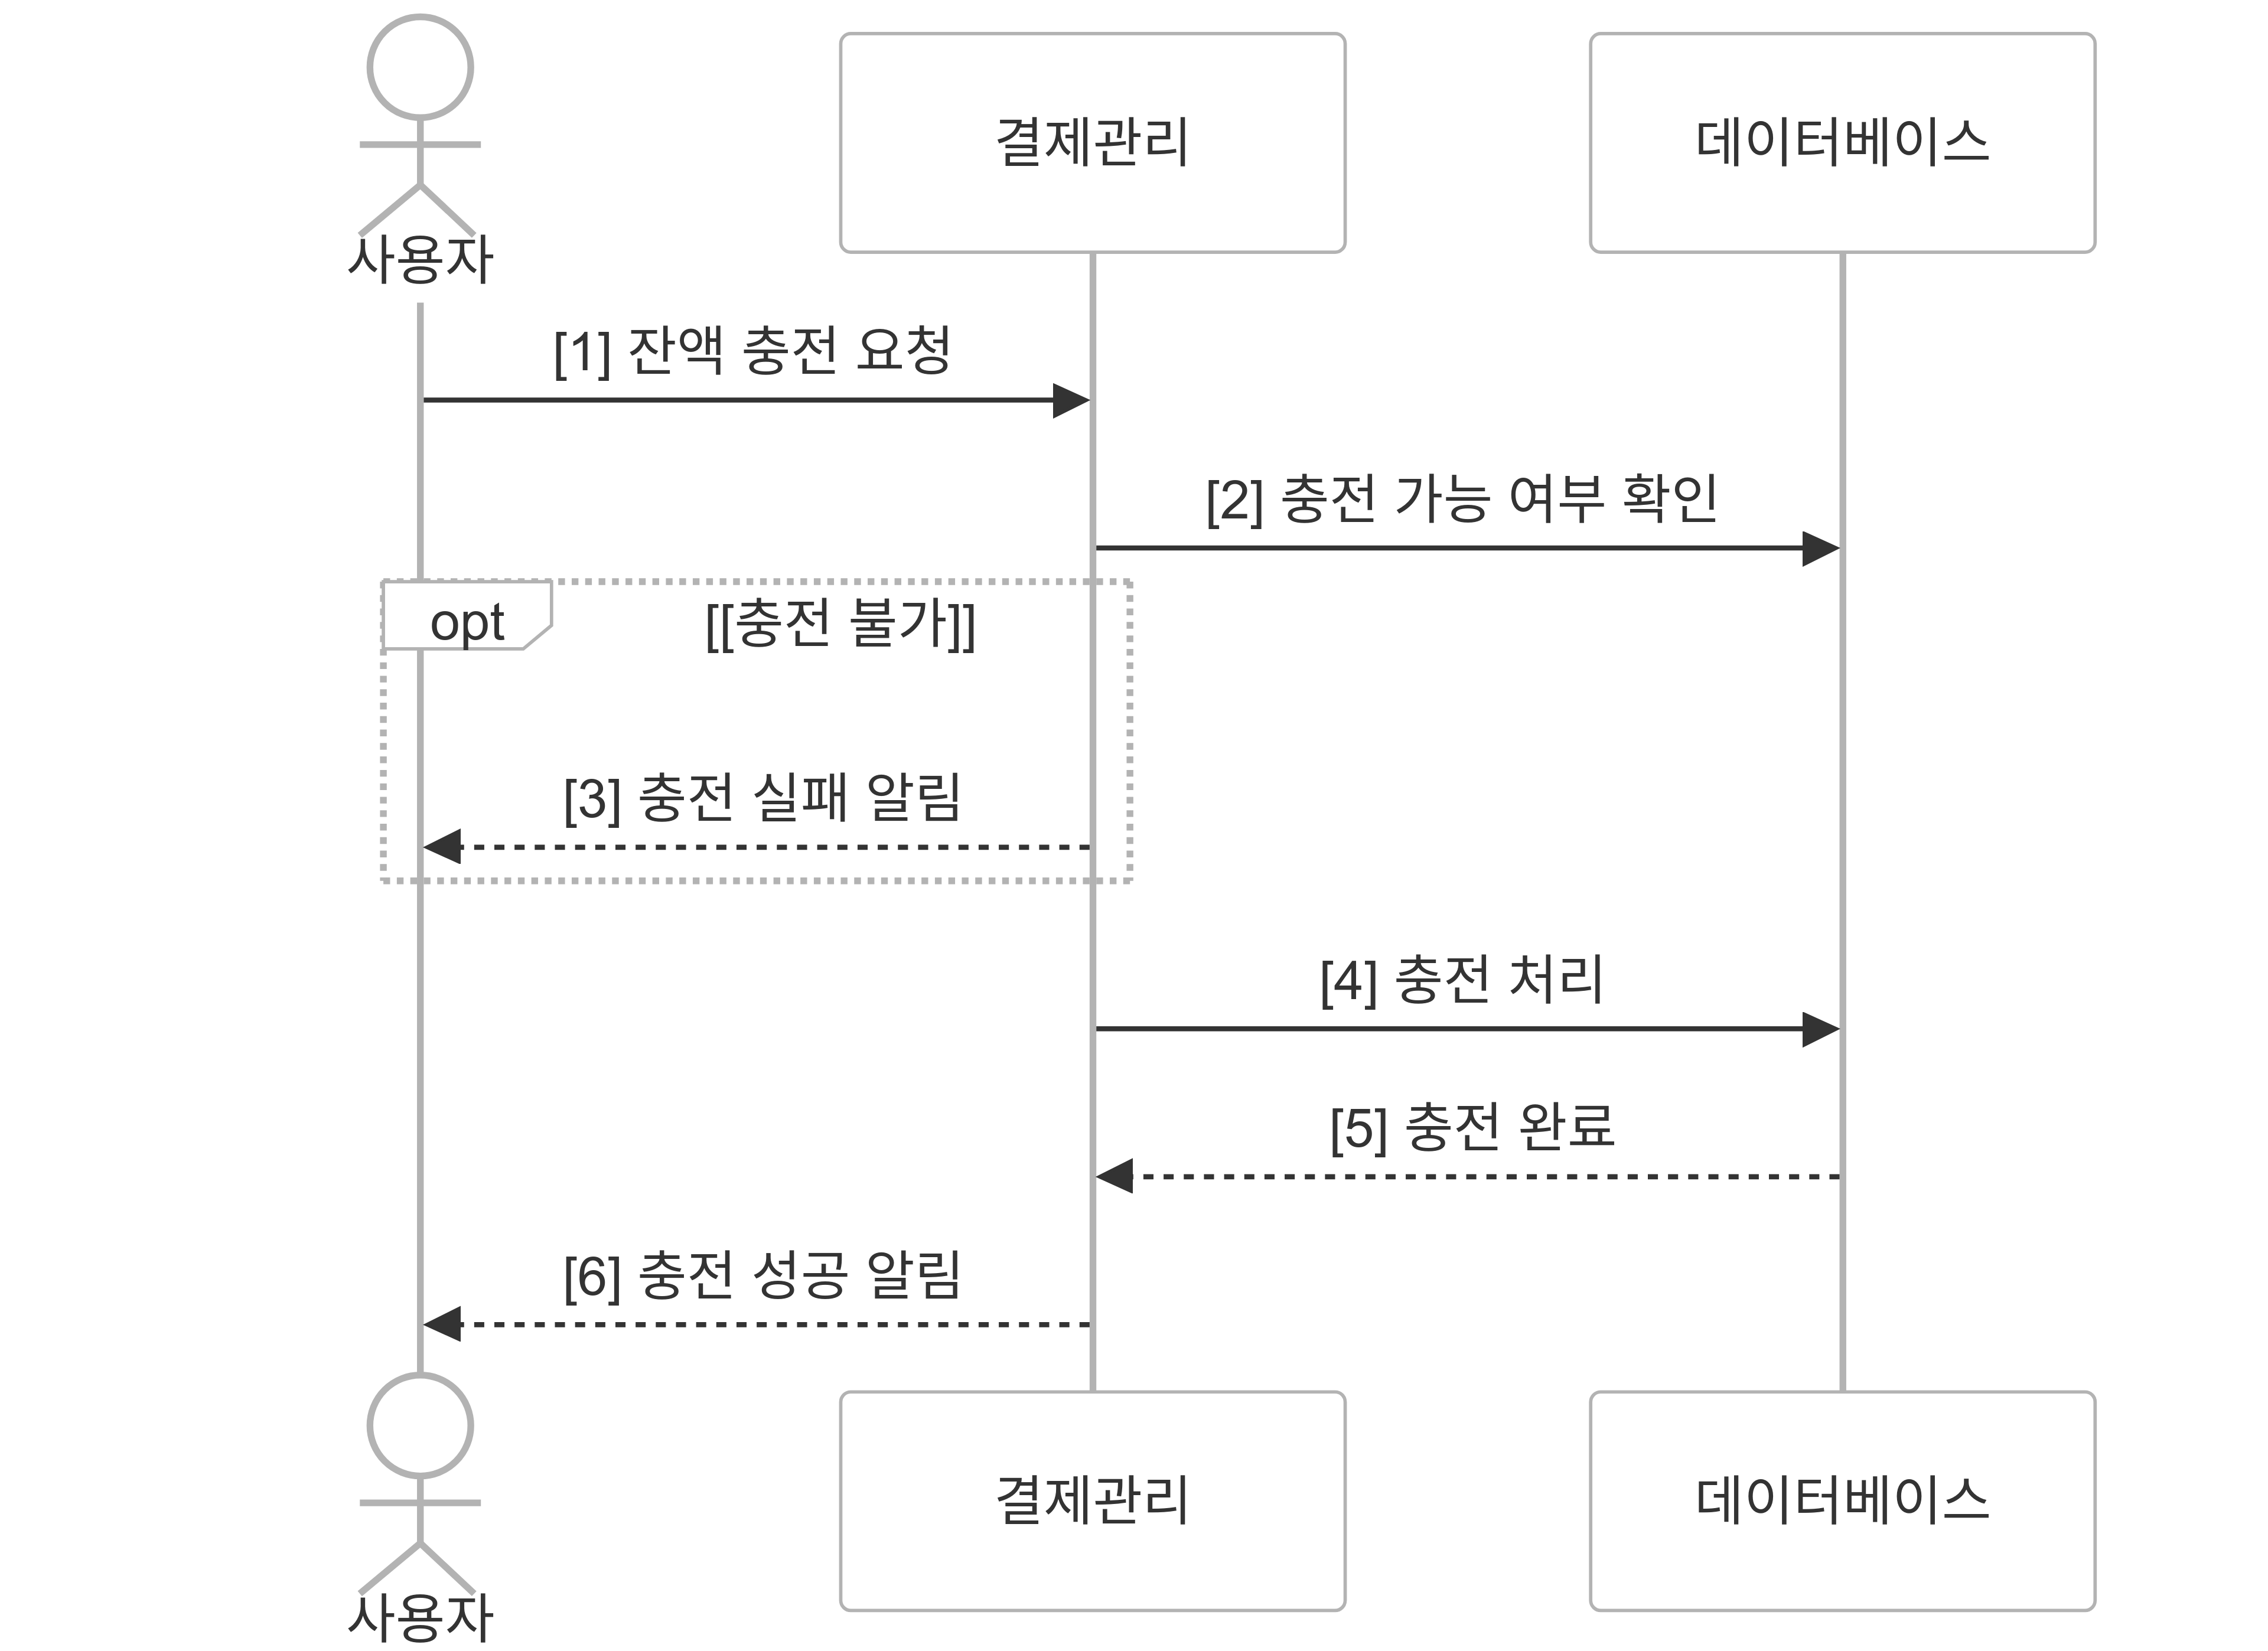 사용자
결제관리
데이터베이스
[1] 잔액 충전 요청
[2] 충전 가능 여부 확인
opt
[[충전 불가]]
[3] 충전 실패 알림
[4] 충전 처리
[5] 충전 완료
[6] 충전 성공 알림
사용자
결제관리
데이터베이스